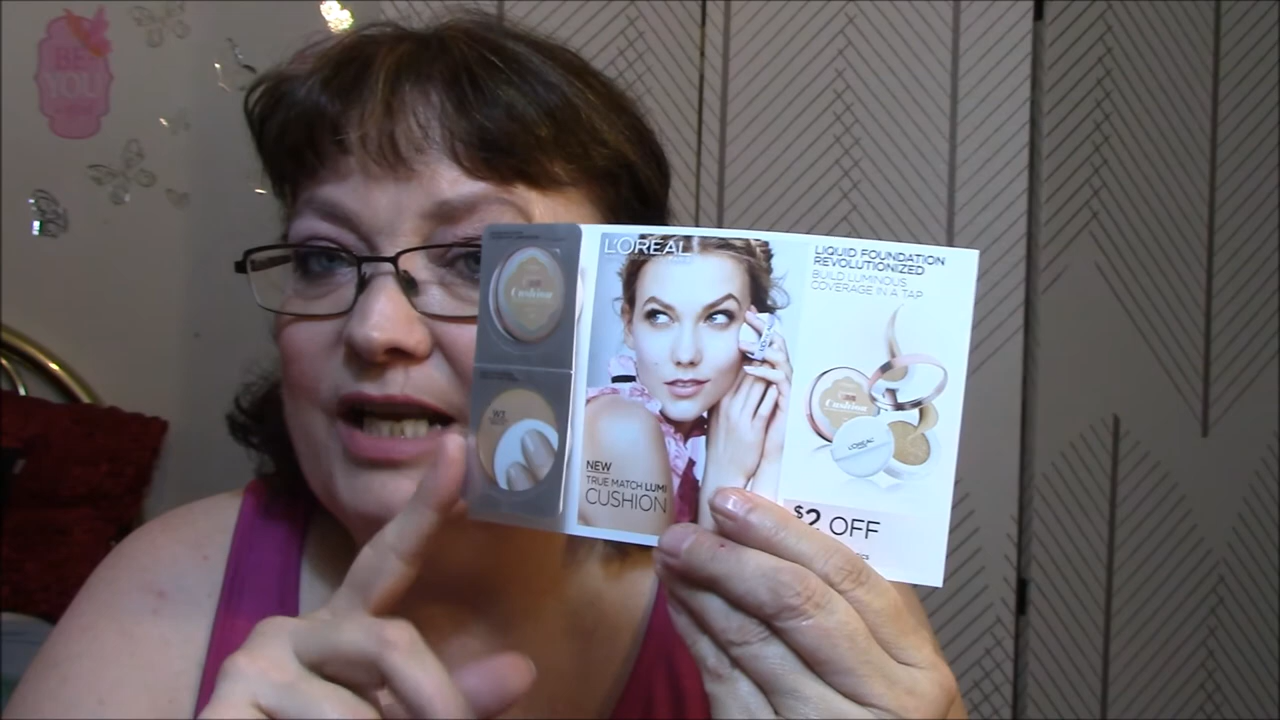 BE
YOU
Cushion
W3
L'ORÉAL
NEW
TRUE MATCH LUMI
CUSHION
LIQUID FOUNDATION
REVOLUTIONIZED
BUILD LUMINOUS
COVERAGE IN A TAP
Cushion
L'ORÉAL
$2 OFF